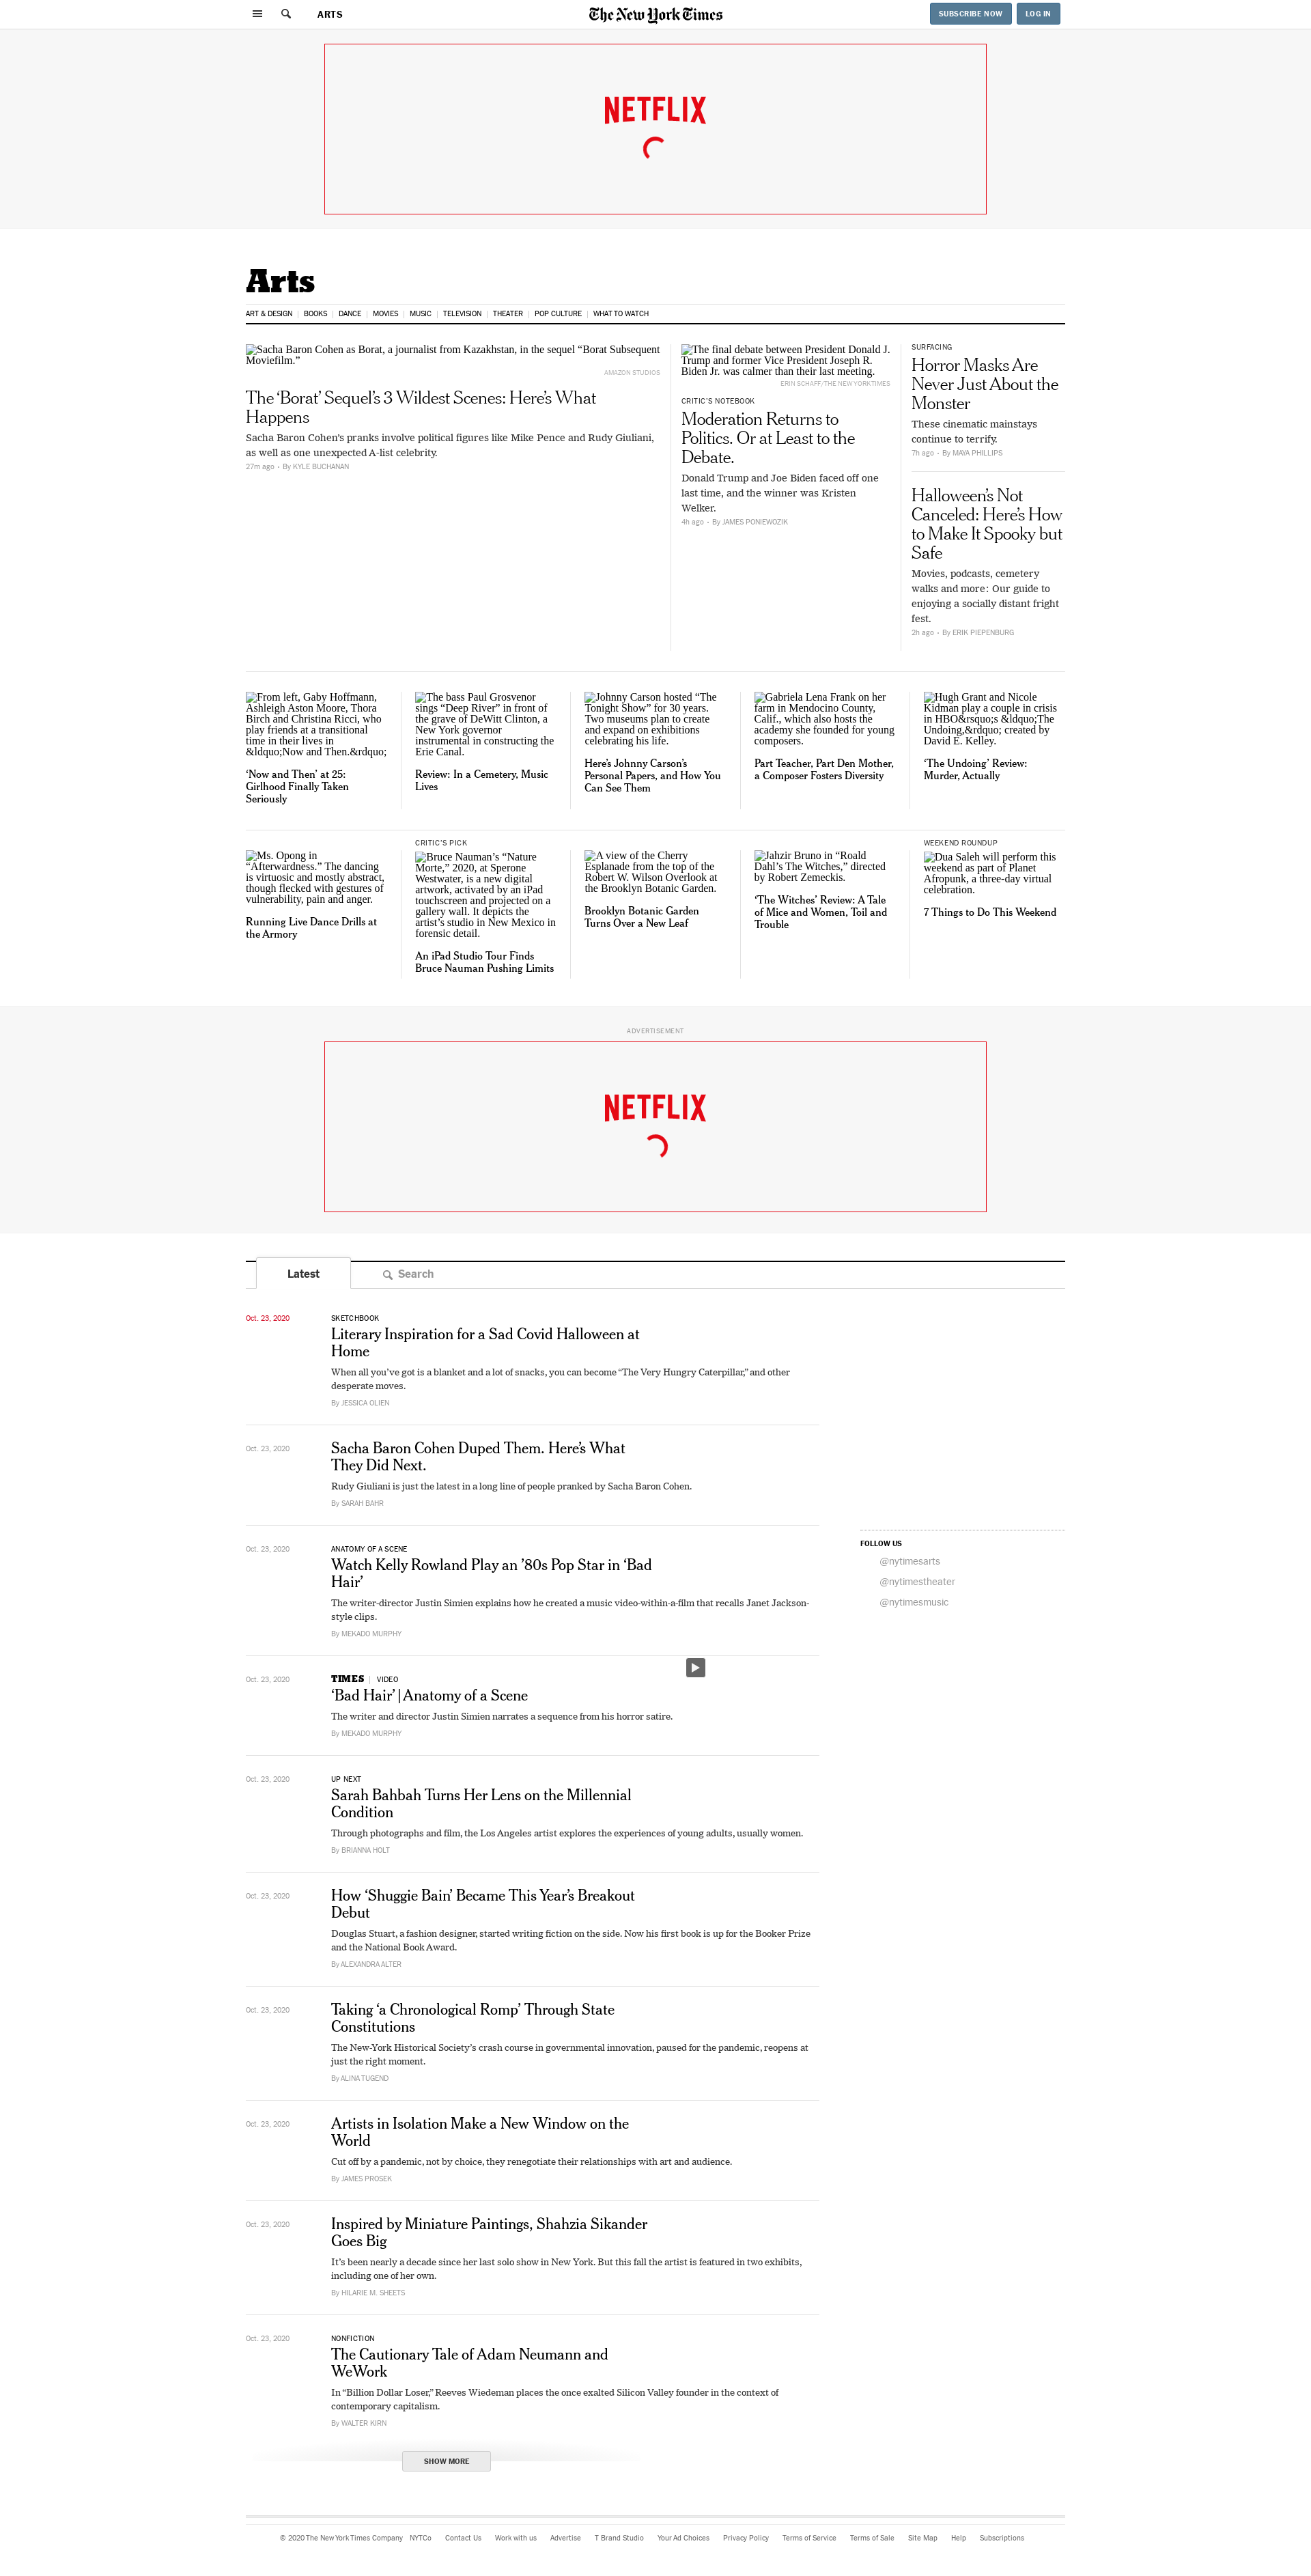 ARTS
The New York Times
SUBSCRIBE NOW
LOG IN
NETFLIX
Arts
ART & DESIGN | BOOKS | DANCE | MOVIES | MUSIC | TELEVISION | THEATER | POP CULTURE | WHAT TO WATCH
Sacha Baron Cohen as Borat, a journalist from Kazakhstan, in the sequel “Borat Subsequent
Moviefilm.”
AMAZON STUDIOS
The ‘Borat’ Sequel’s 3 Wildest Scenes: Here’s What
Happens
Sacha Baron Cohen’s pranks involve political figures like Mike Pence and Rudy Giuliani,
as well as one unexpected A-list celebrity.
27m ago • By KYLE BUCHANAN
The final debate between President Donald J.
Trump and former Vice President Joseph R.
Biden Jr. was calmer than their last meeting.
ERIN SCHAFF/THE NEW YORK TIMES
CRITIC’S NOTEBOOK
Moderation Returns to
Politics. Or at Least to the
Debate.
Donald Trump and Joe Biden faced off one
last time, and the winner was Kristen
Welker.
4h ago • By JAMES PONIEWOZIK
SURFACING
Horror Masks Are
Never Just About the
Monster
These cinematic mainstays
continue to terrify.
7h ago • By MAYA PHILLIPS
Halloween’s Not
Canceled: Here’s How
to Make It Spooky but
Safe
Movies, podcasts, cemetery
walks and more: Our guide to
enjoying a socially distant fright
fest.
2h ago • By ERIK PIEPENBURG
From left, Gaby Hoffmann,
Ashleigh Aston Moore, Thora
Birch and Christina Ricci, who
play friends at a transitional
time in their lives in
&ldquo;Now and Then.&rdquo;
‘Now and Then’ at 25:
Girlhood Finally Taken
Seriously
The bass Paul Grosvenor
sings “Deep River” in front of
the grave of DeWitt Clinton, a
New York governor
instrumental in constructing the
Erie Canal.
Review: In a Cemetery, Music
Lives
Johnny Carson hosted “The
Tonight Show” for 30 years.
Two museums plan to create
and expand on exhibitions
celebrating his life.
Here’s Johnny Carson’s
Personal Papers, and How You
Can See Them
Gabriela Lena Frank on her
farm in Mendocino County,
Calif., which also hosts the
academy she founded for young
composers.
Part Teacher, Part Den Mother,
a Composer Fosters Diversity
Hugh Grant and Nicole
Kidman play a couple in crisis
in HBO&rsquo;s &ldquo;The
Undoing,&rdquo; created by
David E. Kelley.
‘The Undoing’ Review:
Murder, Actually
Ms. Opong in
“Afterwardness.” The dancing
is virtuosic and mostly abstract,
though flecked with gestures of
vulnerability, pain and anger.
Running Live Dance Drills at
the Armory
CRITIC’S PICK
Bruce Nauman’s “Nature
Morte,” 2020, at Sperone
Westwater, is a new digital
artwork, activated by an iPad
touchscreen and projected on a
gallery wall. It depicts the
artist’s studio in New Mexico in
forensic detail.
An iPad Studio Tour Finds
Bruce Nauman Pushing Limits
A view of the Cherry
Esplanade from the top of the
Robert W. Wilson Overlook at
the Brooklyn Botanic Garden.
Brooklyn Botanic Garden
Turns Over a New Leaf
Jahzir Bruno in “Roald
Dahl’s The Witches,” directed
by Robert Zemeckis.
‘The Witches’ Review: A Tale
of Mice and Women, Toil and
Trouble
WEEKEND ROUNDUP
Dua Saleh will perform this
weekend as part of Planet
Afropunk, a three-day virtual
celebration.
7 Things to Do This Weekend
ADVERTISEMENT
NETFLIX
Latest
Search
Oct. 23, 2020
SKETCHBOOK
Literary Inspiration for a Sad Covid Halloween at
Home
When all you’ve got is a blanket and a lot of snacks, you can become “The Very Hungry Caterpillar,” and other
desperate moves.
By JESSICA OLIEN
Oct. 23, 2020
Sacha Baron Cohen Duped Them. Here’s What
They Did Next.
Rudy Giuliani is just the latest in a long line of people pranked by Sacha Baron Cohen.
By SARAH BAHR
Oct. 23, 2020
ANATOMY OF A SCENE
Watch Kelly Rowland Play an ’80s Pop Star in ‘Bad
Hair’
The writer-director Justin Simien explains how he created a music video-within-a-film that recalls Janet Jackson-
style clips.
By MEKADO MURPHY
FOLLOW US
@nytimesarts
@nytimestheater
@nytimesmusic
Oct. 23, 2020
TIMES | VIDEO
‘Bad Hair’ | Anatomy of a Scene
The writer and director Justin Simien narrates a sequence from his horror satire.
By MEKADO MURPHY
Oct. 23, 2020
UP NEXT
Sarah Bahbah Turns Her Lens on the Millennial
Condition
Through photographs and film, the Los Angeles artist explores the experiences of young adults, usually women.
By BRIANNA HOLT
Oct. 23, 2020
How ‘Shuggie Bain’ Became This Year’s Breakout
Debut
Douglas Stuart, a fashion designer, started writing fiction on the side. Now his first book is up for the Booker Prize
and the National Book Award.
By ALEXANDRA ALTER
Oct. 23, 2020
Taking ‘a Chronological Romp’ Through State
Constitutions
The New-York Historical Society’s crash course in governmental innovation, paused for the pandemic, reopens at
just the right moment.
By ALINA TUGEND
Oct. 23, 2020
Artists in Isolation Make a New Window on the
World
Cut off by a pandemic, not by choice, they renegotiate their relationships with art and audience.
By JAMES PROSEK
Oct. 23, 2020
Inspired by Miniature Paintings, Shahzia Sikander
Goes Big
It’s been nearly a decade since her last solo show in New York. But this fall the artist is featured in two exhibits,
including one of her own.
By HILARIE M. SHEETS
Oct. 23, 2020
NONFICTION
The Cautionary Tale of Adam Neumann and
WeWork
In “Billion Dollar Loser,” Reeves Wiedeman places the once exalted Silicon Valley founder in the context of
contemporary capitalism.
By WALTER KIRN
SHOW MORE
© 2020 The New York Times Company NYTCo Contact Us Work with us Advertise T Brand Studio Your Ad Choices Privacy Policy Terms of Service Terms of Sale Site Map Help Subscriptions